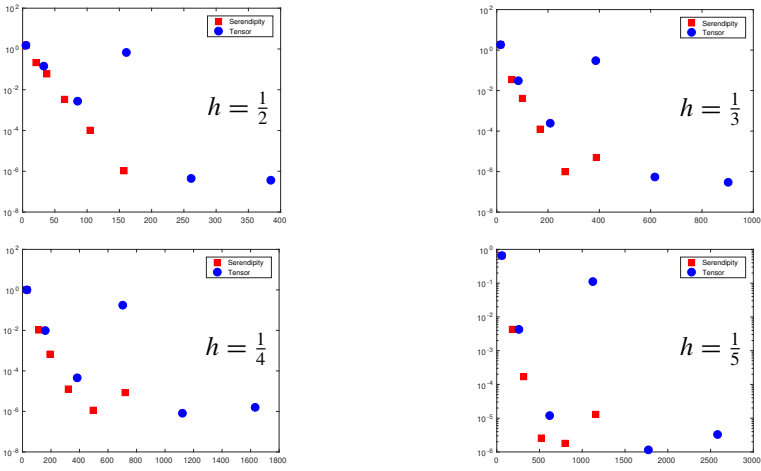 10^2
10^0
10^-2
10^-4
10^-6
10^-8
0 50 100 150 200 250 300 350 400
Serendipity
Tensor
h = 1/2
10^2
10^0
10^-2
10^-4
10^-6
10^-8
0 200 400 600 800 1000
Serendipity
Tensor
h = 1/3
10^2
10^0
10^-2
10^-4
10^-6
10^-8
0 200 400 600 800 1000 1200 1400 1600 1800
Serendipity
Tensor
h = 1/4
10^0
10^-1
10^-2
10^-3
10^-4
10^-5
10^-6
0 500 1000 1500 2000 2500 3000
Serendipity
Tensor
h = 1/5